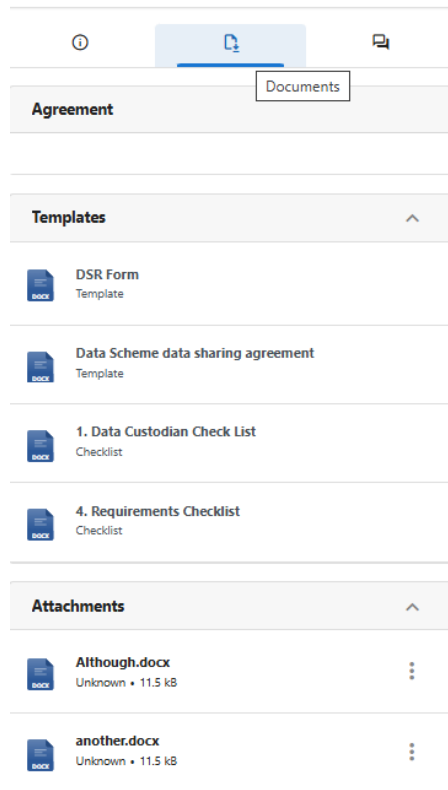 Documents
Agreement
Templates
DSR Form
Template
DOCX
Data Scheme data sharing agreement
Template
DOCX
1. Data Custodian Check List
Checklist
DOCX
4. Requirements Checklist
Checklist
DOCX
Attachments
Although.docx
Unknown • 11.5 kB
DOCX
another.docx
Unknown • 11.5 kB
DOCX